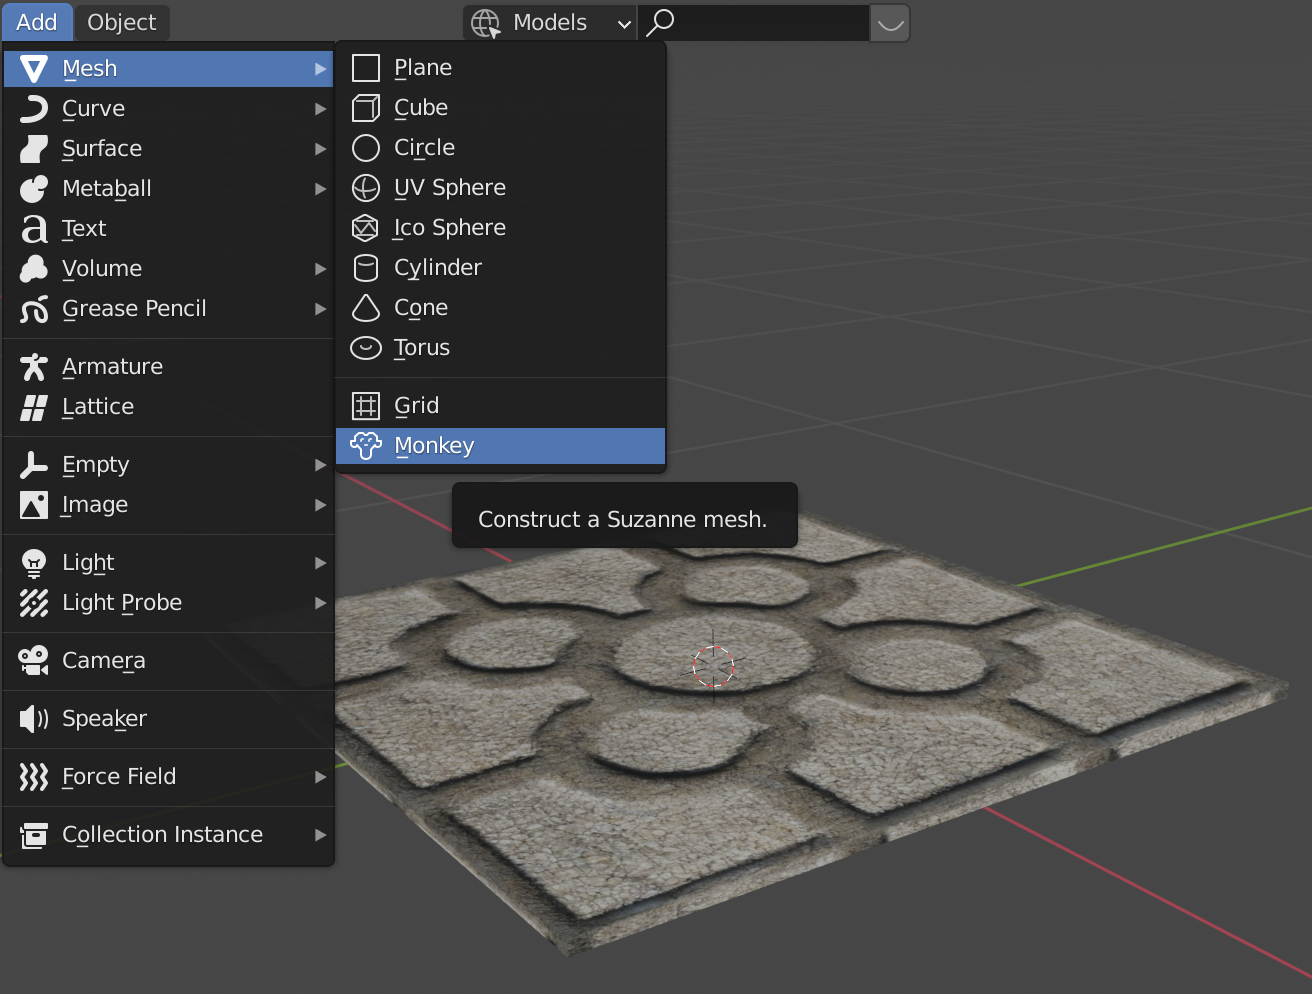 Add Object Models
Mesh
Curve
Surface
Metaball
Text
Volume
Grease Pencil
Armature
Lattice
Empty
Image
Light
Light Probe
Camera
Speaker
Force Field
Collection Instance
Plane
Cube
Circle
UV Sphere
Ico Sphere
Cylinder
Cone
Torus
Grid
Monkey
Construct a Suzanne mesh.